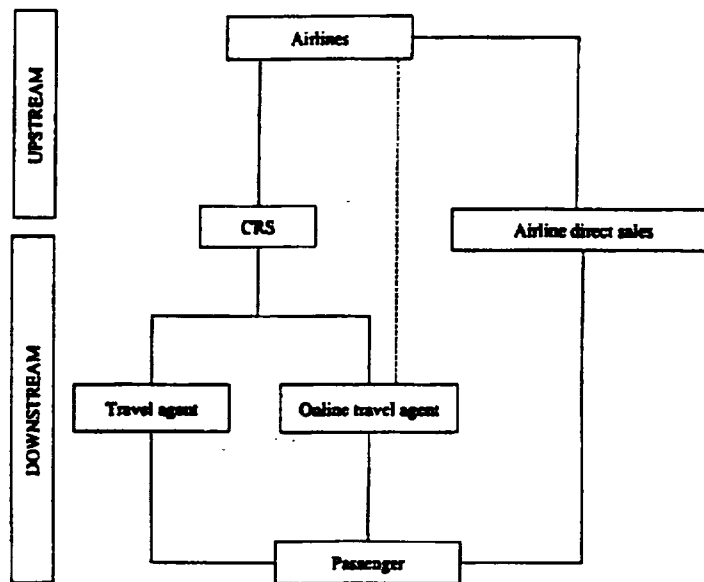 Airlines
UPSTREAM
CRS
Airline direct sales
DOWNSTREAM
Travel agent
Online travel agent
Passenger